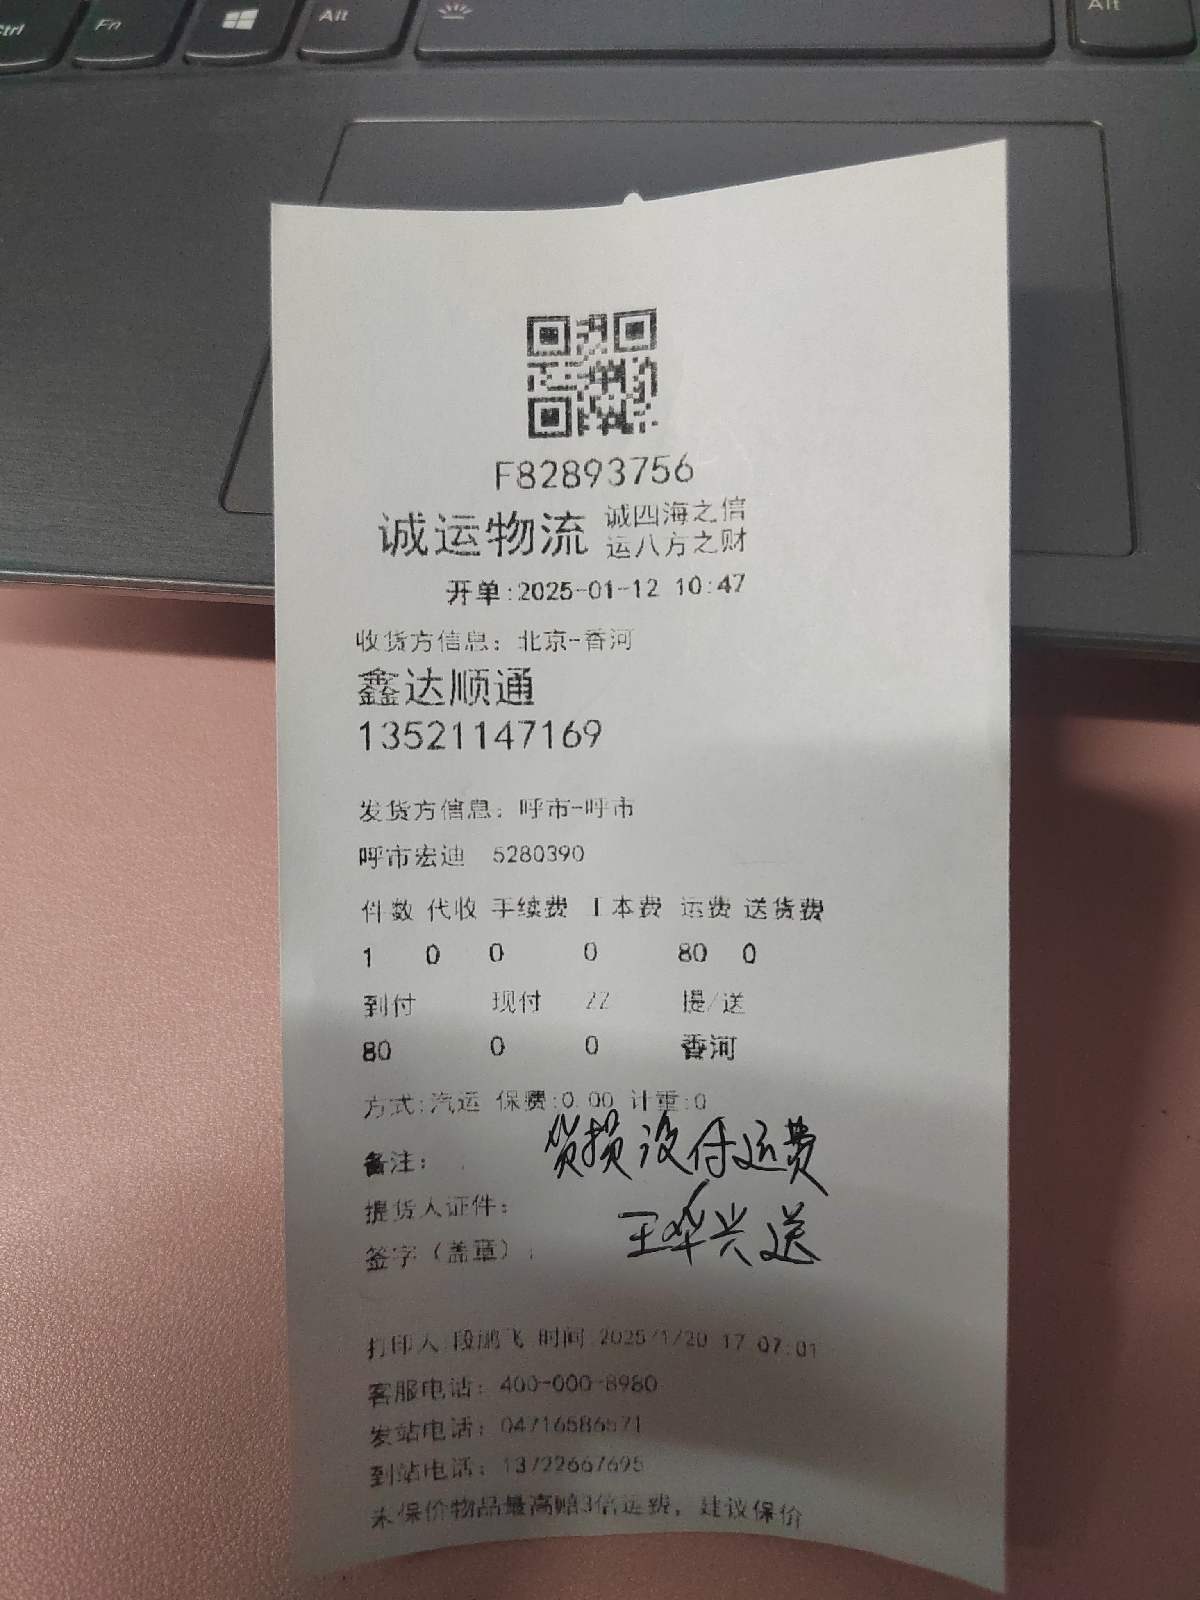 Ctrl Fn Alt Alt
F82893756
诚运物流 诚四海之信
运八方之财
开单:2025-01-12 10:47
收货方信息: 北京-香河
鑫达顺通
13521147169
发货方信息: 呼市-呼市
呼市宏迪 5280390
件数 代收 手续费 工本费 运费 送货费
1 0 0 0 80 0
到付 现付 提/送
80 0 0 香河
方式:汽运 保费:0.00 计重:0
备注: 货损没付运费
提货人证件:
王华兴送
签字(盖章):
打印人:段鹏飞 时间:2025/1/20 17:07:01
客服电话: 400-000-8980
发站电话: 04716586571
到站电话: 13722667695
未保价物品最高赔3倍运费, 建议保价